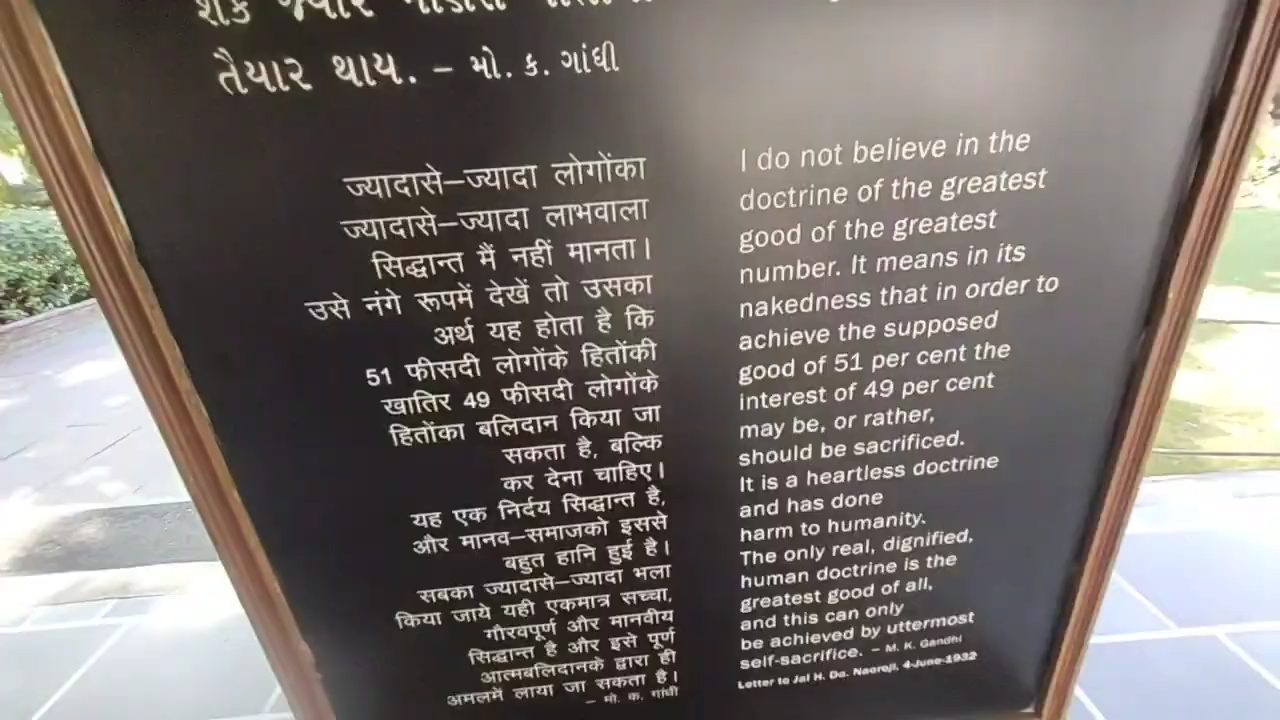 તૈયાર થાય. – મો. ક. ગાંધી
ज्यादासे–ज्यादा लोगोंका
ज्यादासे–ज्यादा लाभवाला
सिद्धान्त मैं नहीं मानता।
उसे नंगे रूपमें देखें तो उसका
अर्थ यह होता है कि
51 फीसदी लोगोंके हितोंकी
खातिर 49 फीसदी लोगोंके
हितोंका बलिदान किया जा
सकता है, बल्कि
कर देना चाहिए।
यह एक निर्दय सिद्धान्त है,
और मानव–समाजको इससे
बहुत हानि हुई है।
सबका ज्यादासे–ज्यादा भला
किया जाये यही एकमात्र सच्चा,
गौरवपूर्ण और मानवीय
सिद्धान्त है और इसे पूर्ण
आत्मबलिदानके द्वारा ही
अमलमें लाया जा सकता है।
– मो. क. गांधी
I do not believe in the
doctrine of the greatest
good of the greatest
number. It means in its
nakedness that in order to
achieve the supposed
good of 51 per cent the
interest of 49 per cent
may be, or rather,
should be sacrificed.
It is a heartless doctrine
and has done
harm to humanity.
The only real, dignified,
human doctrine is the
greatest good of all,
and this can only
be achieved by uttermost
self-sacrifice. – M. K. Gandhi
Letter to Jal H. Da. Naoroji, 4-June-1932